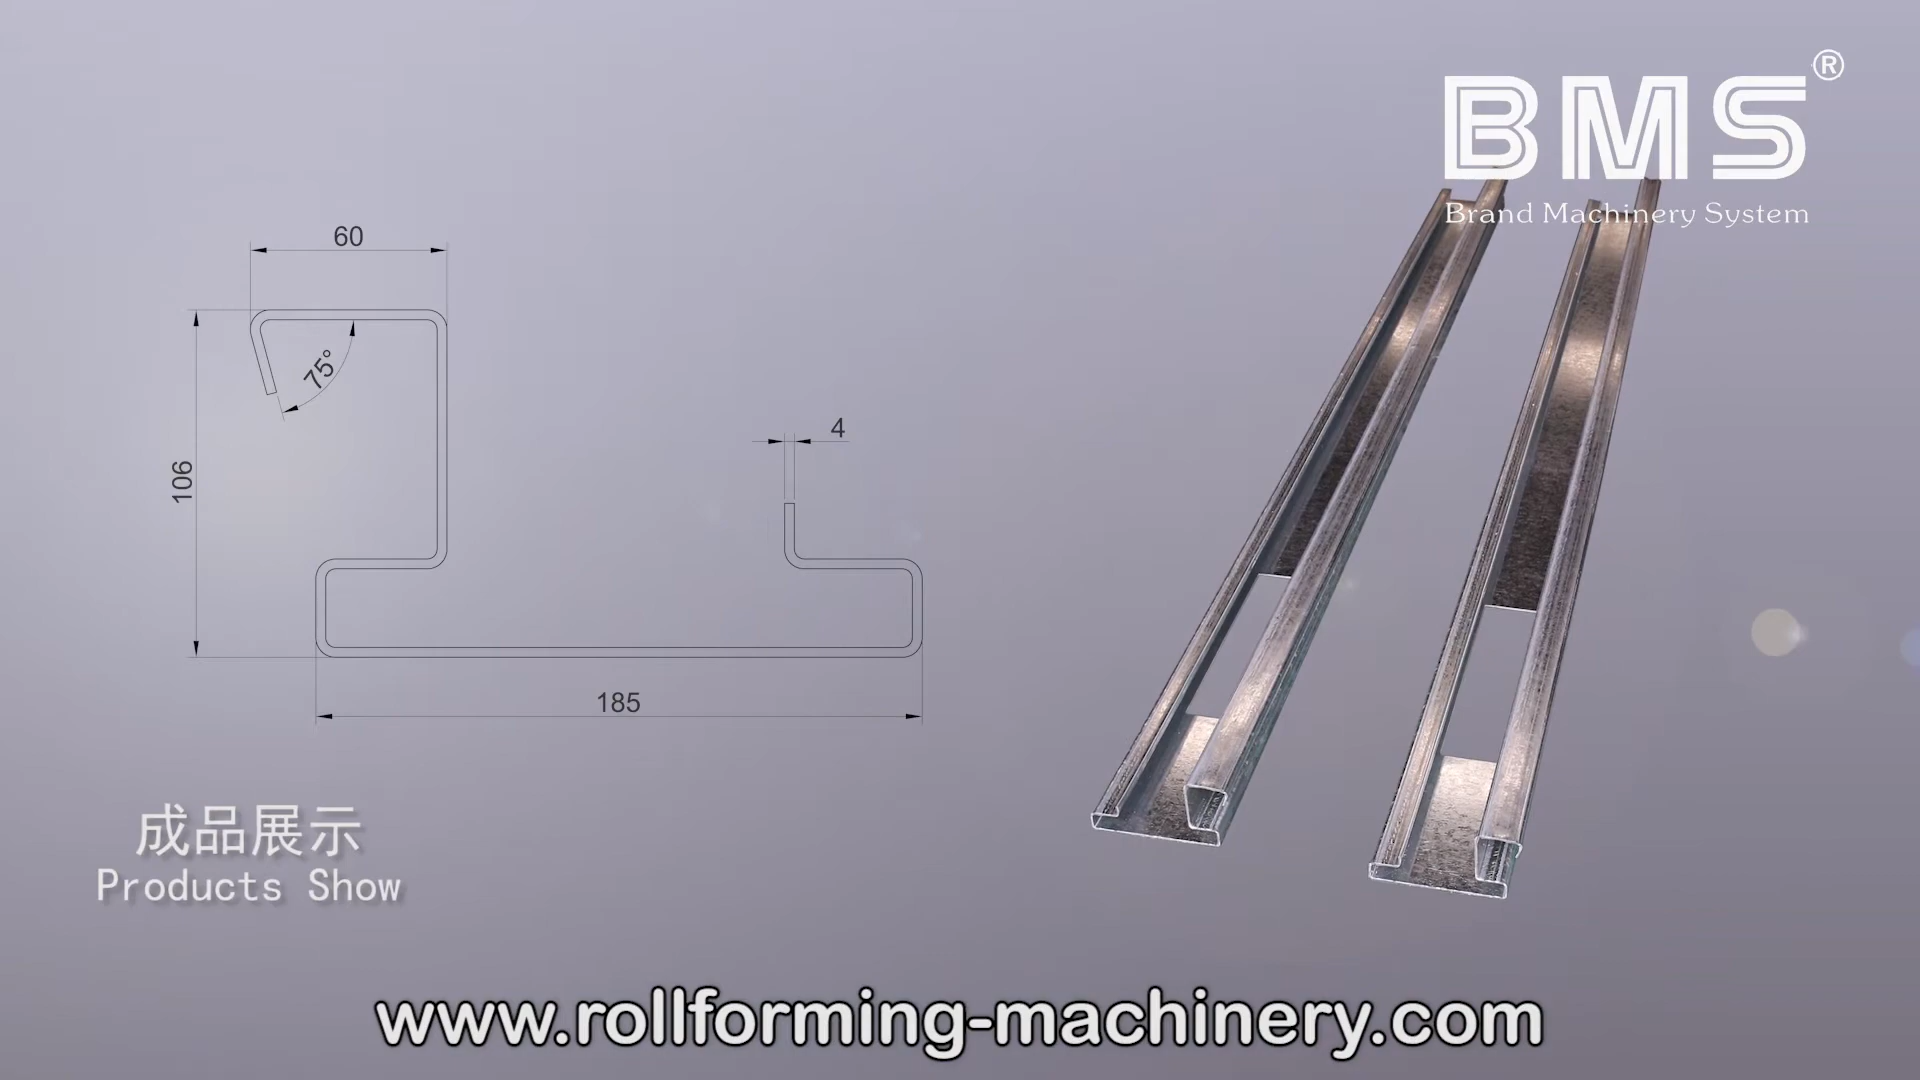 BMS®
Brand Machinery System
60
75°
106
4
185
成品展示
Products Show
www.rollforming-machinery.com